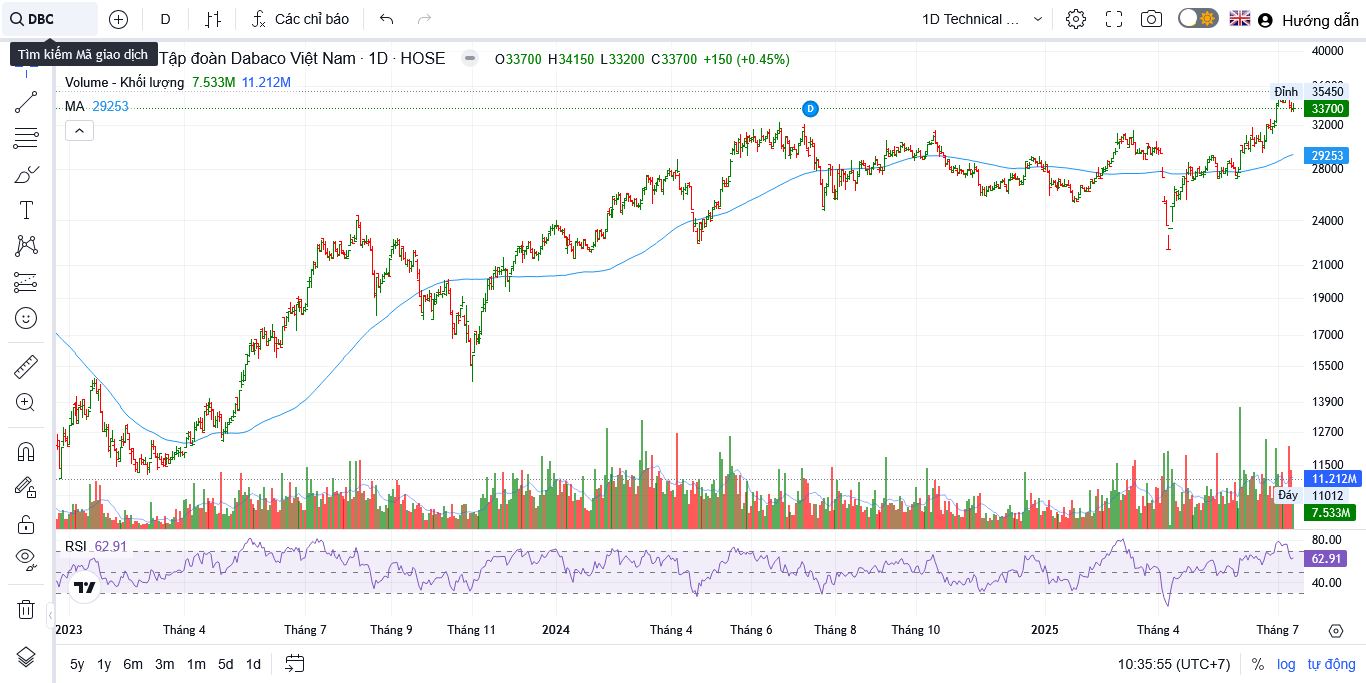 DBC
D
Các chỉ báo
1D Technical ...
Hướng dẫn
Tìm kiếm Mã giao dịch
Tập đoàn Dabaco Việt Nam · 1D · HOSE
O33700 H34150 L33200 C33700 +150 (+0.45%)
Volume - Khối lượng 7.533M 11.212M
MA 29253
D
40000
Đỉnh 35450
33700
32000
29253
28000
24000
21000
19000
17000
15500
13900
12700
11500
11.212M
Đáy 11012
7.533M
RSI 62.91
80.00
62.91
40.00
2023 Tháng 4 Tháng 7 Tháng 9 Tháng 11 2024 Tháng 4 Tháng 6 Tháng 8 Tháng 10 2025 Tháng 4 Tháng 7
5y 1y 6m 3m 1m 5d 1d
10:35:55 (UTC+7) % log tự động